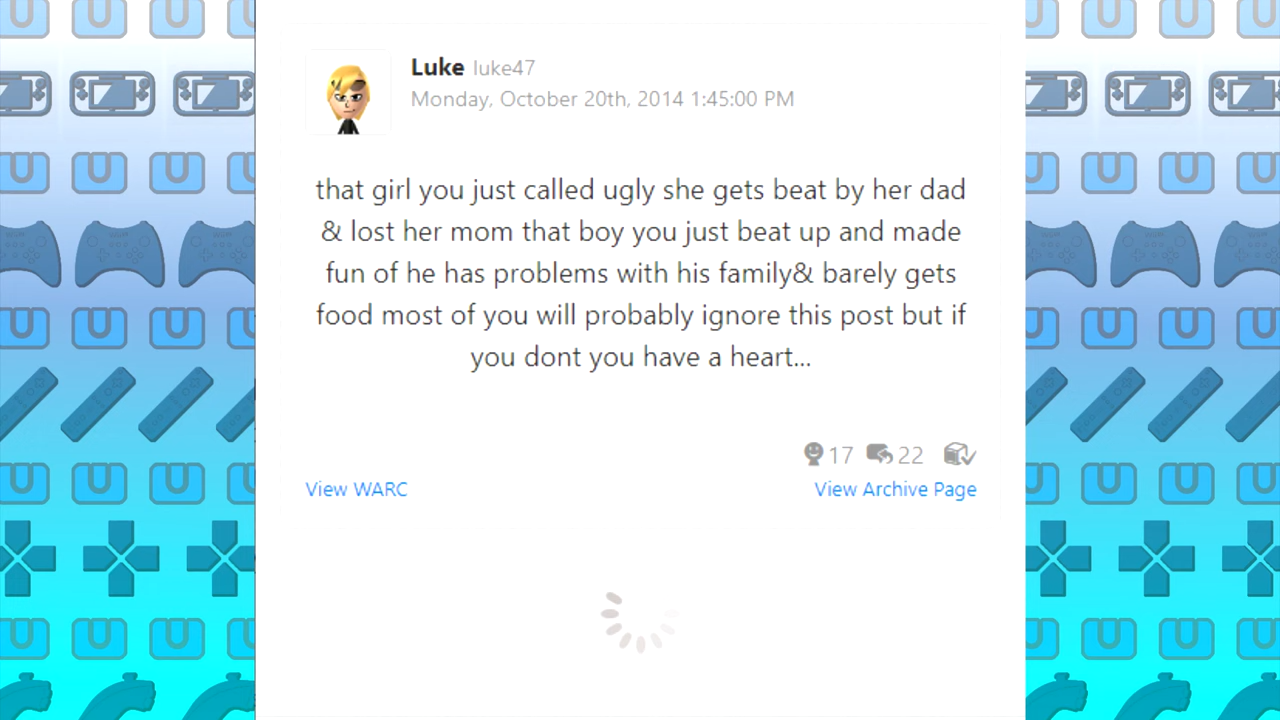 Luke luke47
Monday, October 20th, 2014 1:45:00 PM
that girl you just called ugly she gets beat by her dad
& lost her mom that boy you just beat up and made
fun of he has problems with his family& barely gets
food most of you will probably ignore this post but if
you dont you have a heart...
17 22
View WARC View Archive Page